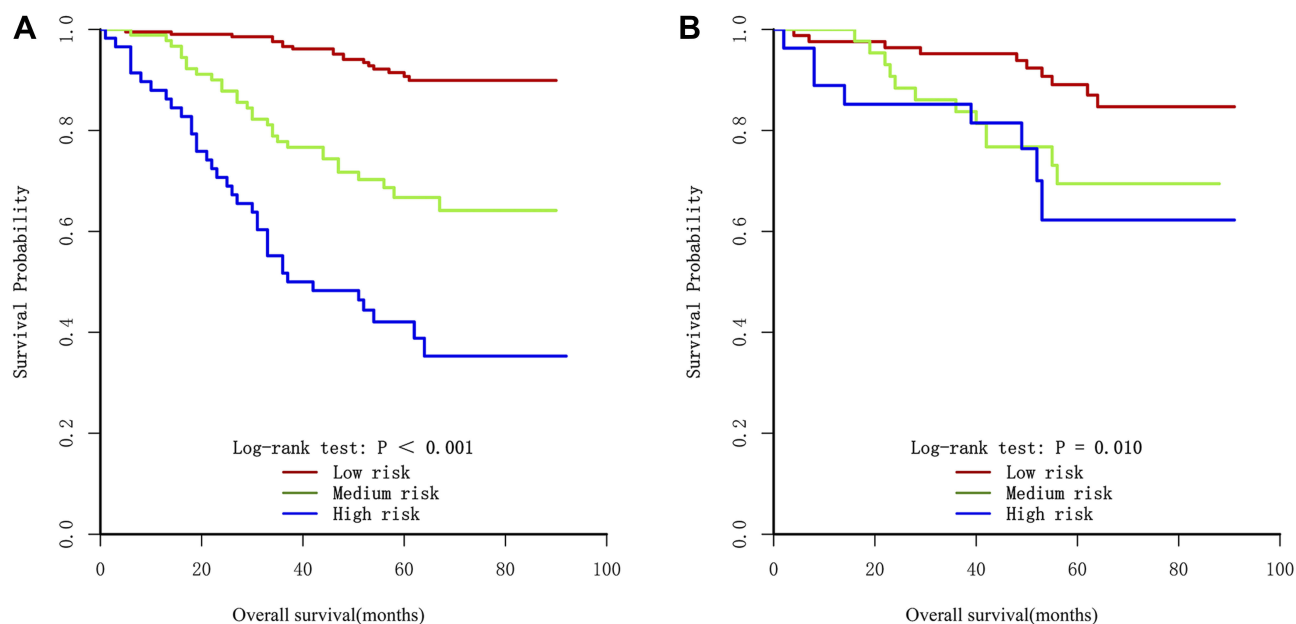 A
Survival Probability
1.0
0.8
0.6
0.4
0.2
0.0
Log-rank test: P < 0.001
Low risk
Medium risk
High risk
0 20 40 60 80 100
Overall survival(months)
B
Survival Probability
1.0
0.8
0.6
0.4
0.2
0.0
Log-rank test: P = 0.010
Low risk
Medium risk
High risk
0 20 40 60 80 100
Overall survival(months)